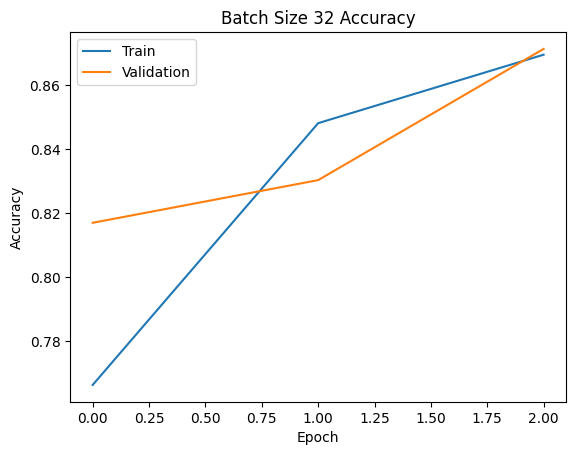 Batch Size 32 Accuracy
Train
Validation
Accuracy
0.86
0.84
0.82
0.80
0.78
0.00 0.25 0.50 0.75 1.00 1.25 1.50 1.75 2.00
Epoch